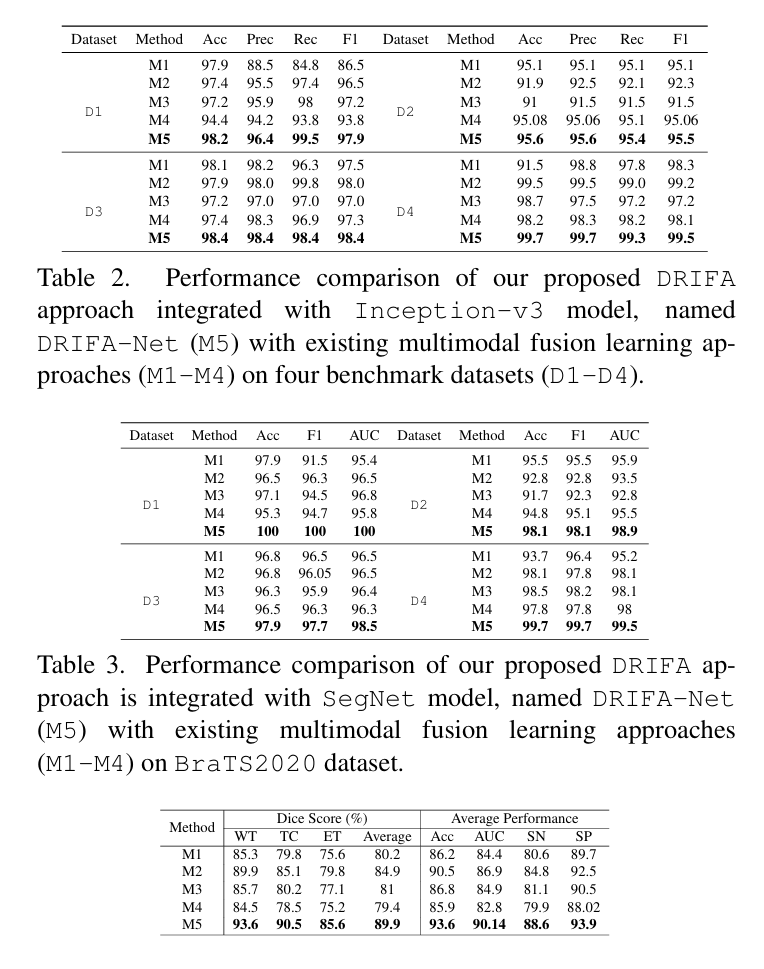 Dataset Method Acc Prec Rec F1 Dataset Method Acc Prec Rec F1
M1 97.9 88.5 84.8 86.5 M1 95.1 95.1 95.1 95.1
M2 97.4 95.5 97.4 96.5 M2 91.9 92.5 92.1 92.3
D1 M3 97.2 95.9 98 97.2 D2 M3 91 91.5 91.5 91.5
M4 94.4 94.2 93.8 93.8 M4 95.08 95.06 95.1 95.06
M5 98.2 96.4 99.5 97.9 M5 95.6 95.6 95.4 95.5
M1 98.1 98.2 96.3 97.5 M1 91.5 98.8 97.8 98.3
M2 97.9 98.0 99.8 98.0 M2 99.5 99.5 99.0 99.2
D3 M3 97.2 97.0 97.0 97.0 D4 M3 98.7 97.5 97.2 97.2
M4 97.4 98.3 96.9 97.3 M4 98.2 98.3 98.2 98.1
M5 98.4 98.4 98.4 98.4 M5 99.7 99.7 99.3 99.5
Table 2. Performance comparison of our proposed DRIFA
approach integrated with Inception-v3 model, named
DRIFA-Net (M5) with existing multimodal fusion learning ap-
proaches (M1-M4) on four benchmark datasets (D1-D4).
Dataset Method Acc F1 AUC Dataset Method Acc F1 AUC
M1 97.9 91.5 95.4 M1 95.5 95.5 95.9
M2 96.5 96.3 96.5 M2 92.8 92.8 93.5
D1 M3 97.1 94.5 96.8 D2 M3 91.7 92.3 92.8
M4 95.3 94.7 95.8 M4 94.8 95.1 95.5
M5 100 100 100 M5 98.1 98.1 98.9
M1 96.8 96.5 96.5 M1 93.7 96.4 95.2
M2 96.8 96.05 96.5 M2 98.1 97.8 98.1
D3 M3 96.3 95.9 96.4 D4 M3 98.5 98.2 98.1
M4 96.5 96.3 96.3 M4 97.8 97.8 98
M5 97.9 97.7 98.5 M5 99.7 99.7 99.5
Table 3. Performance comparison of our proposed DRIFA ap-
proach is integrated with SegNet model, named DRIFA-Net
(M5) with existing multimodal fusion learning approaches
(M1-M4) on BraTS2020 dataset.
Method Dice Score (%) Average Performance
WT TC ET Average Acc AUC SN SP
M1 85.3 79.8 75.6 80.2 86.2 84.4 80.6 89.7
M2 89.9 85.1 79.8 84.9 90.5 86.9 84.8 92.5
M3 85.7 80.2 77.1 81 86.8 84.9 81.1 90.5
M4 84.5 78.5 75.2 79.4 85.9 82.8 79.9 88.02
M5 93.6 90.5 85.6 89.9 93.6 90.14 88.6 93.9